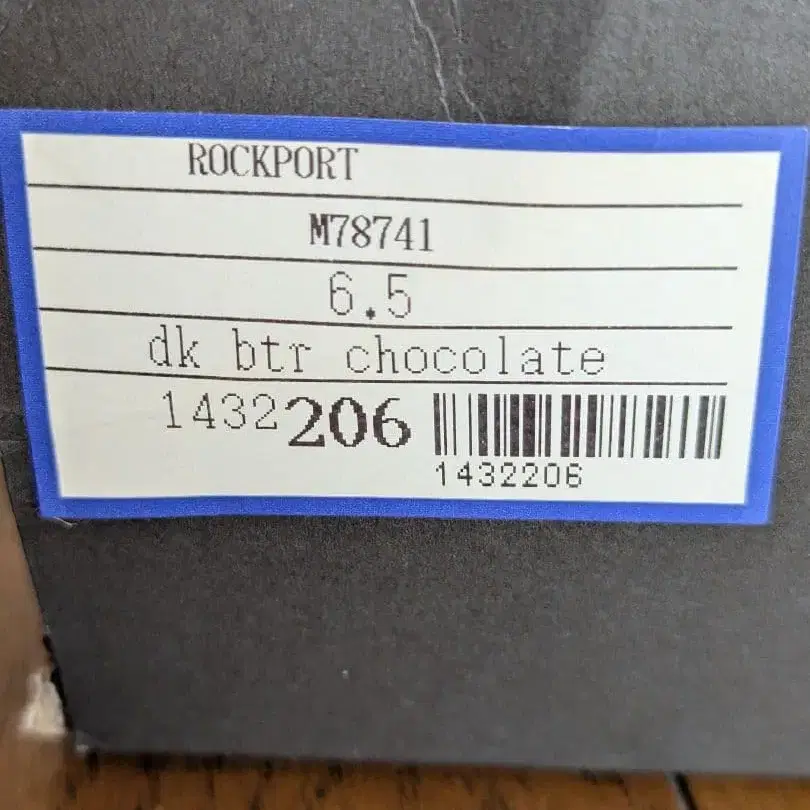 ROCKPORT
M78741
6.5
dk btr chocolate
1432206
1432206